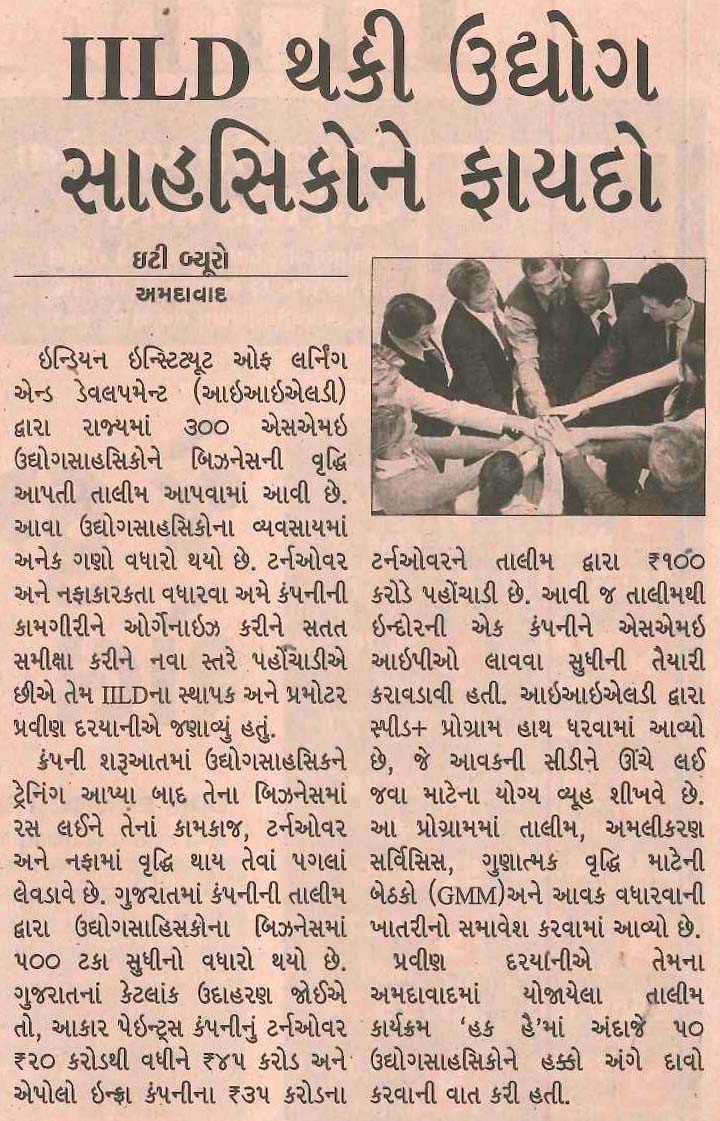 IILD થકી ઉદ્યોગ
સાહસિકોને ફાયદો
ઇટી બ્યૂરો
અમદાવાદ
ઇન્ડિયન ઇન્સ્ટિટ્યૂટ ઓફ લર્નિંગ
એન્ડ ડેવલપમેન્ટ (આઇઆઇએલડી)
દ્વારા રાજ્યમાં ૩૦૦ એસએમઇ
ઉદ્યોગસાહસિકોને બિઝનેસની વૃદ્ધિ
આપતી તાલીમ આપવામાં આવી છે.
આવા ઉદ્યોગસાહસિકોના વ્યવસાયમાં
અનેક ગણો વધારો થયો છે. ટર્નઓવર
અને નફાકારકતા વધારવા અમે કંપનીની
કામગીરીને ઓર્ગેનાઇઝ કરીને સતત
સમીક્ષા કરીને નવા સ્તરે પહોંચાડીએ
છીએ તેમ IILDના સ્થાપક અને પ્રમોટર
પ્રવીણ દરયાનીએ જણાવ્યું હતું.
કંપની શરૂઆતમાં ઉદ્યોગસાહસિકને
ટ્રેનિંગ આપ્યા બાદ તેના બિઝનેસમાં
રસ લઈને તેનાં કામકાજ, ટર્નઓવર
અને નફામાં વૃદ્ધિ થાય તેવાં પગલાં
લેવડાવે છે. ગુજરાતમાં કંપનીની તાલીમ
દ્વારા ઉદ્યોગસાહિસકોના બિઝનેસમાં
૫૦૦ ટકા સુધીનો વધારો થયો છે.
ગુજરાતનાં કેટલાંક ઉદાહરણ જોઈએ
તો, આકાર પેઇન્ટ્સ કંપનીનું ટર્નઓવર
₹૨૦ કરોડથી વધીને ₹૪૫ કરોડ અને
એપોલો ઇન્ફ્રા કંપનીના ₹૩૫ કરોડના
ટર્નઓવરને તાલીમ દ્વારા ₹૧૦૦
કરોડે પહોંચાડી છે. આવી જ તાલીમથી
ઇન્દોરની એક કંપનીને એસએમઇ
આઇપીઓ લાવવા સુધીની તૈયારી
કરાવડાવી હતી. આઇઆઇએલડી દ્વારા
સ્પીડ+ પ્રોગ્રામ હાથ ધરવામાં આવ્યો
છે, જે આવકની સીડીને ઊંચે લઈ
જવા માટેના યોગ્ય વ્યૂહ શીખવે છે.
આ પ્રોગ્રામમાં તાલીમ, અમલીકરણ
સર્વિસિસ, ગુણાત્મક વૃદ્ધિ માટેની
બેઠકો (GMM)અને આવક વધારવાની
ખાતરીનો સમાવેશ કરવામાં આવ્યો છે.
પ્રવીણ દરયાનીએ તેમના
અમદાવાદમાં યોજાયેલા તાલીમ
કાર્યક્રમ ‘હક હૈ’માં અંદાજે ૫૦
ઉદ્યોગસાહસિકોને હક્કો અંગે દાવો
કરવાની વાત કરી હતી.